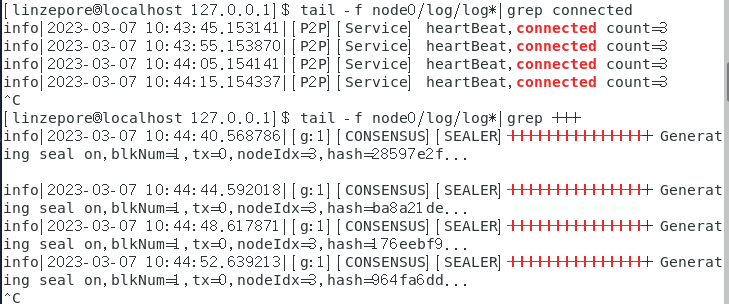 [linzepore@localhost 127.0.0.1]$ tail -f node0/log/log*|grep connected
info|2023-03-07 10:43:45.153141|[P2P][Service] heartBeat,connected count=3
info|2023-03-07 10:43:55.153870|[P2P][Service] heartBeat,connected count=3
info|2023-03-07 10:44:05.154141|[P2P][Service] heartBeat,connected count=3
info|2023-03-07 10:44:15.154337|[P2P][Service] heartBeat,connected count=3
^C
[linzepore@localhost 127.0.0.1]$ tail -f node0/log/log*|grep +++
info|2023-03-07 10:44:40.568786|[g:1][CONSENSUS][SEALER]++++++++++++++++ Generat
ing seal on,blkNum=1,tx=0,nodeIdx=3,hash=28597e2f...
info|2023-03-07 10:44:44.592018|[g:1][CONSENSUS][SEALER]++++++++++++++++ Generat
ing seal on,blkNum=1,tx=0,nodeIdx=3,hash=ba8a21de...
info|2023-03-07 10:44:48.617871|[g:1][CONSENSUS][SEALER]++++++++++++++++ Generat
ing seal on,blkNum=1,tx=0,nodeIdx=3,hash=176eebf9...
info|2023-03-07 10:44:52.639213|[g:1][CONSENSUS][SEALER]++++++++++++++++ Generat
ing seal on,blkNum=1,tx=0,nodeIdx=3,hash=964fa6dd...
^C